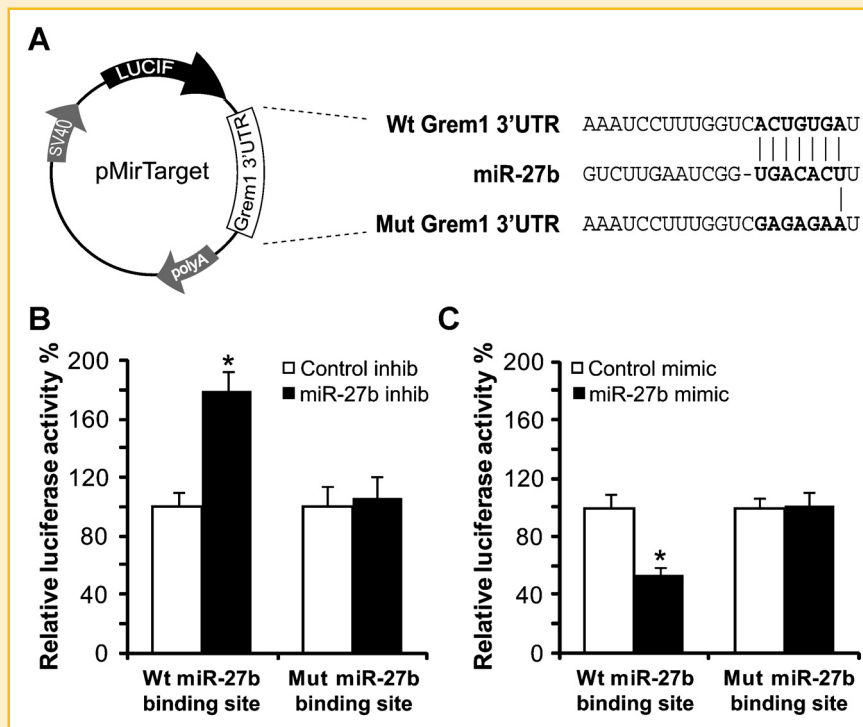 A
LUCIF
SV40
pMirTarget
Grem1 3'UTR
polyA
Wt Grem1 3'UTR AAAUCCUUUGGUCACUGUGAU
miR-27b GUCUUGAAUCGG-UGACACUU
Mut Grem1 3'UTR AAAUCCUUUGGUCGAGAGAAU
B
Relative luciferase activity %
200
160
120
80
40
0
Control inhib
miR-27b inhib
*
Wt miR-27b
binding site
Mut miR-27b
binding site
C
Relative luciferase activity %
200
160
120
80
40
0
Control mimic
miR-27b mimic
*
Wt miR-27b
binding site
Mut miR-27b
binding site